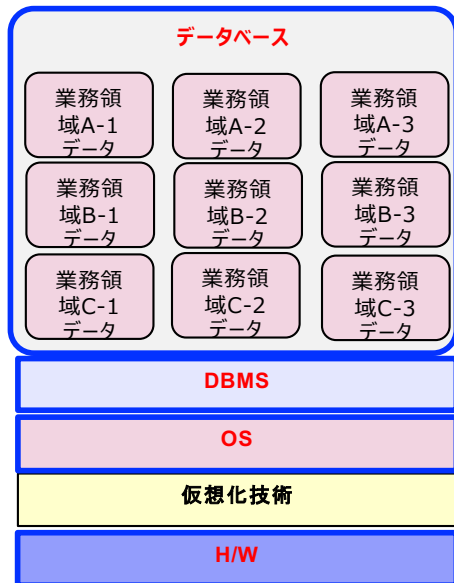 データベース
業務領 業務領 業務領
域A-1 域A-2 域A-3
データ データ データ
業務領 業務領 業務領
域B-1 域B-2 域B-3
データ データ データ
業務領 業務領 業務領
域C-1 域C-2 域C-3
データ データ データ
DBMS
OS
仮想化技術
H/W